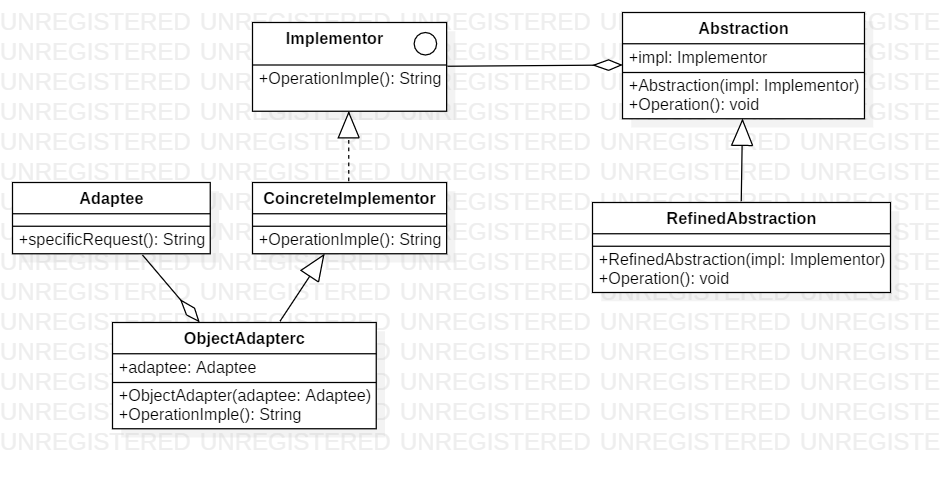 Implementor
+OperationImple(): String
Abstraction
+impl: Implementor
+Abstraction(impl: Implementor)
+Operation(): void
Adaptee
+specificRequest(): String
CoincreteImplementor
+OperationImple(): String
RefinedAbstraction
+RefinedAbstraction(impl: Implementor)
+Operation(): void
ObjectAdapterc
+adaptee: Adaptee
+ObjectAdapter(adaptee: Adaptee)
+OperationImple(): String
UNREGISTERED UNREGISTERED UNREGISTERED UNREGISTERED UNREGISTE